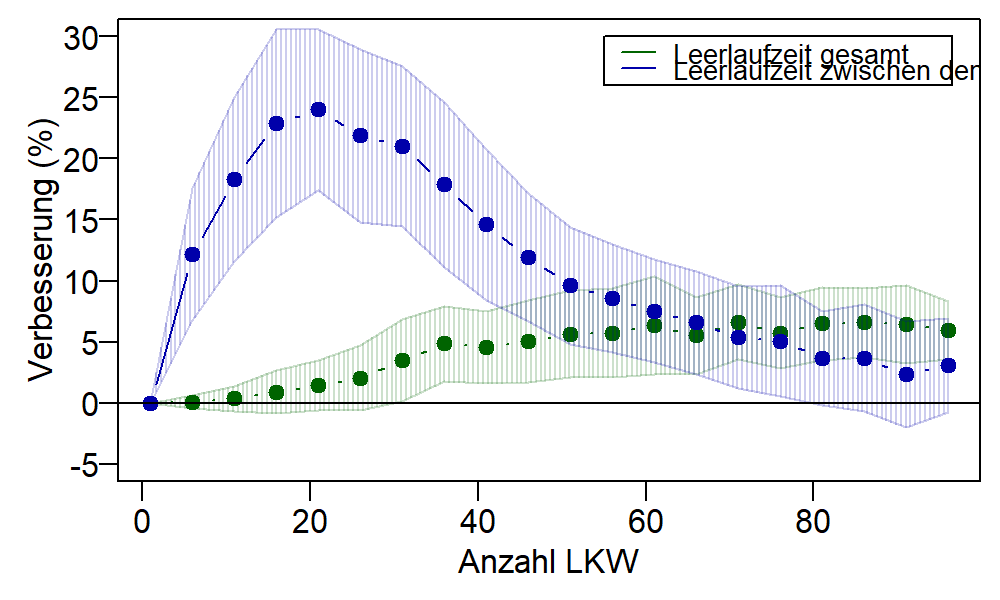 Leerlaufzeit gesamt
Leerlaufzeit zwischen den
Verbesserung (%)
30
25
20
15
10
5
0
-5
0 20 40 60 80
Anzahl LKW